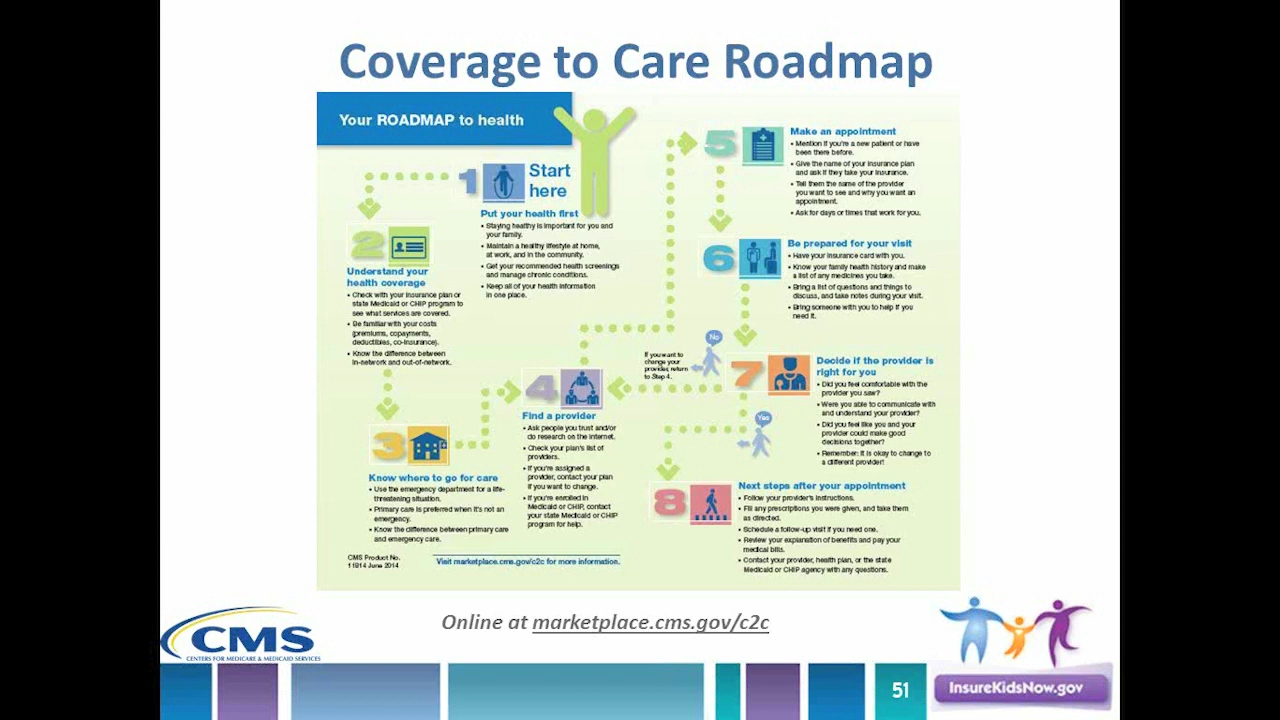 Coverage to Care Roadmap
Your ROADMAP to health
1
Start
here
Put your health first
• Staying healthy is important for you and
your family.
• Maintain a healthy lifestyle at home,
at work, and in the community.
• Get your recommended health screenings
and manage chronic conditions.
• Keep all of your health information
in one place.
2
Understand your
health coverage
• Check with your insurance plan or
state Medicaid or CHIP program to
see what services are covered.
• Be familiar with your costs
(premiums, copayments,
deductibles, co-insurance).
• Know the difference between
in-network and out-of-network.
3
Know where to go for care
• Use the emergency department for a life-
threatening situation.
• Primary care is preferred when it's not an
emergency.
• Know the difference between primary care
and emergency care.
4
Find a provider
• Ask people you trust and/or
do research on the internet.
• Check your plan's list of
providers.
• If you're assigned a
provider, contact your plan
if you want to change.
• If you're enrolled in
Medicaid or CHIP, contact
your state Medicaid or CHIP
program for help.
5
Make an appointment
• Mention if you're a new patient or have
been there before.
• Give the name of your insurance plan
and ask if they take your insurance.
• Tell them the name of the provider
you want to see and why you want an
appointment.
• Ask for days or times that work for you.
6
Be prepared for your visit
• Have your insurance card with you.
• Know your family health history and make
a list of any medicines you take.
• Bring a list of questions and things to
discuss, and take notes during your visit.
• Bring someone with you to help if you
need it.
No
If you want to
change your
provider, return
to Step 4.
7
Decide if the provider is
right for you
• Did you feel comfortable with the
provider you saw?
• Were you able to communicate with
and understand your provider?
• Did you feel like you and your
provider could make good
decisions together?
• Remember: it is okay to change to
a different provider!
Yes
8
Next steps after your appointment
• Follow your provider's instructions.
• Fill any prescriptions you were given, and take them
as directed.
• Schedule a follow-up visit if you need one.
• Review your explanation of benefits and pay your
medical bills.
• Contact your provider, health plan, or the state
Medicaid or CHIP agency with any questions.
CMS Product No.
11814 June 2014
Visit marketplace.cms.gov/c2c for more information.
Online at marketplace.cms.gov/c2c
CMS
CENTERS FOR MEDICARE & MEDICAID SERVICES
51
InsureKidsNow.gov